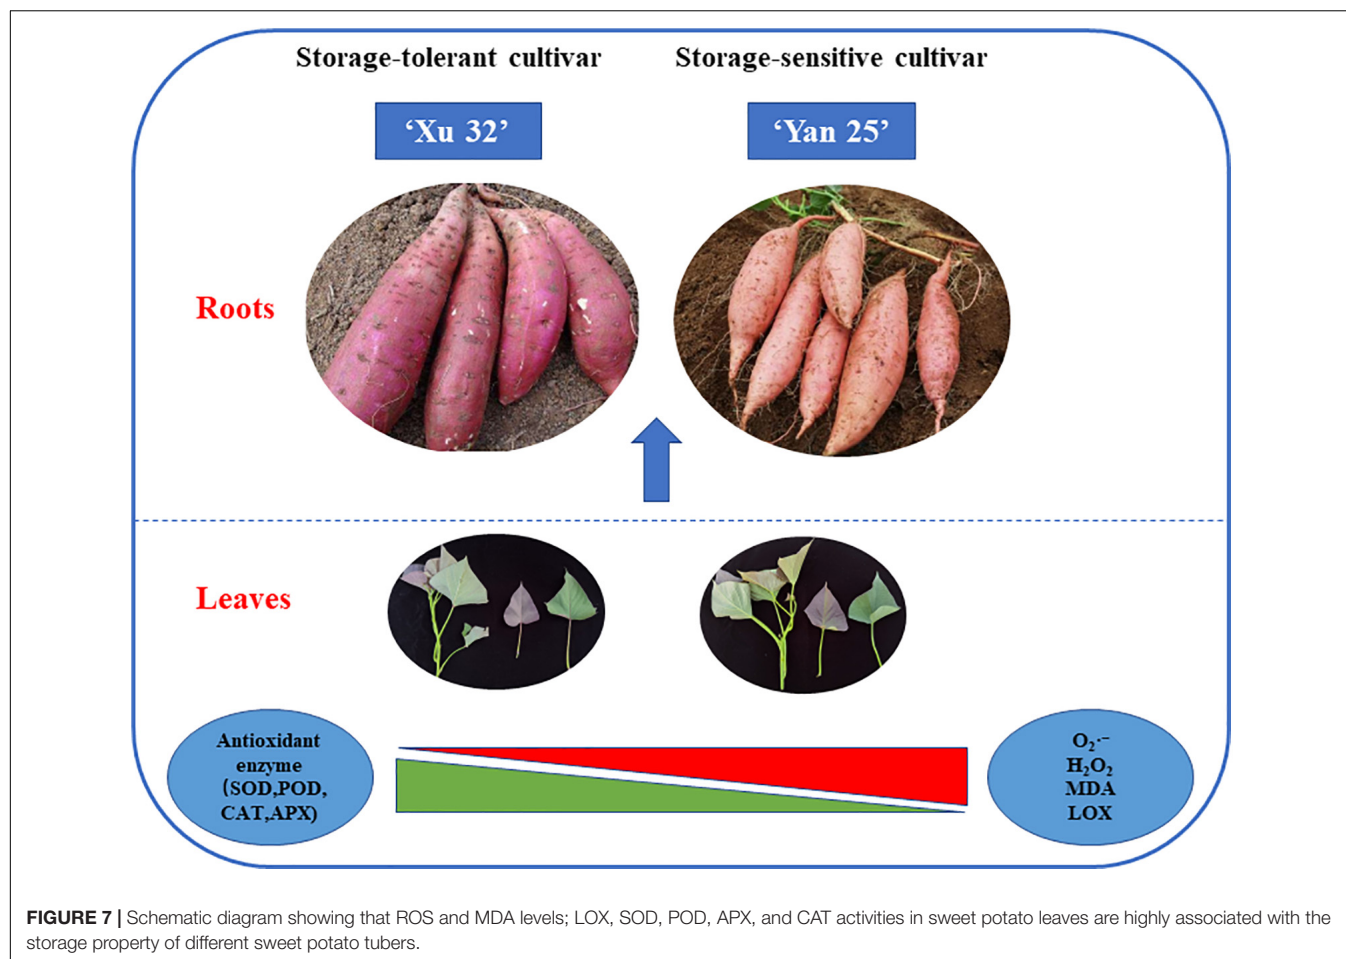 Storage-tolerant cultivar
Storage-sensitive cultivar
‘Xu 32’
‘Yan 25’
Roots
Leaves
Antioxidant
enzyme
(SOD,POD,
CAT,APX)
O₂·⁻
H₂O₂
MDA
LOX
FIGURE 7 | Schematic diagram showing that ROS and MDA levels; LOX, SOD, POD, APX, and CAT activities in sweet potato leaves are highly associated with the
storage property of different sweet potato tubers.